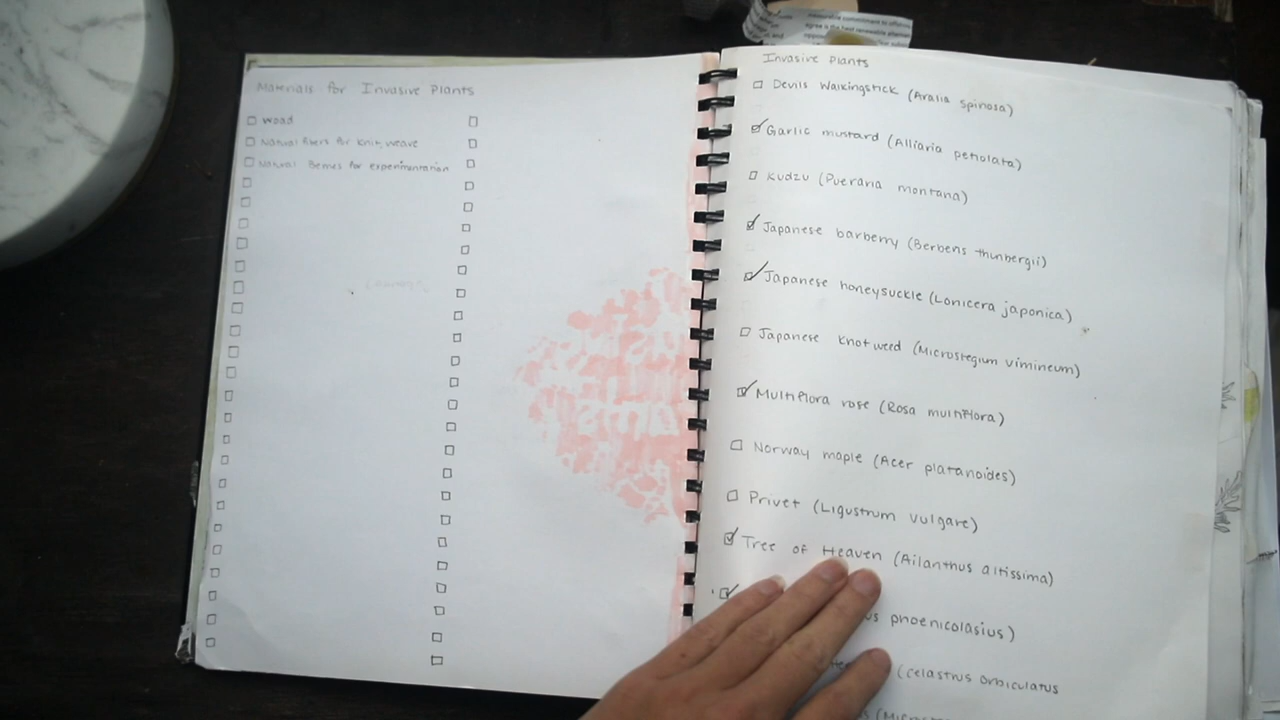 Materials for Invasive Plants
wood
Natural fibers for knit, weave
Natural Berries for experimentation
Invasive Plants
Devils Walkingstick (Aralia spinosa)
Garlic mustard (Alliaria petiolata)
Kudzu (Pueraria montana)
Japanese barberry (Berberis thunbergii)
Japanese honeysuckle (Lonicera japonica)
Japanese knotweed (Microstegium vimineum)
Multiflora rose (Rosa multiflora)
Norway maple (Acer platanoides)
Privet (Ligustrum vulgare)
Tree of Heaven (Ailanthus altissima)
us phoenicolasius)
(celastrus orbiculatus